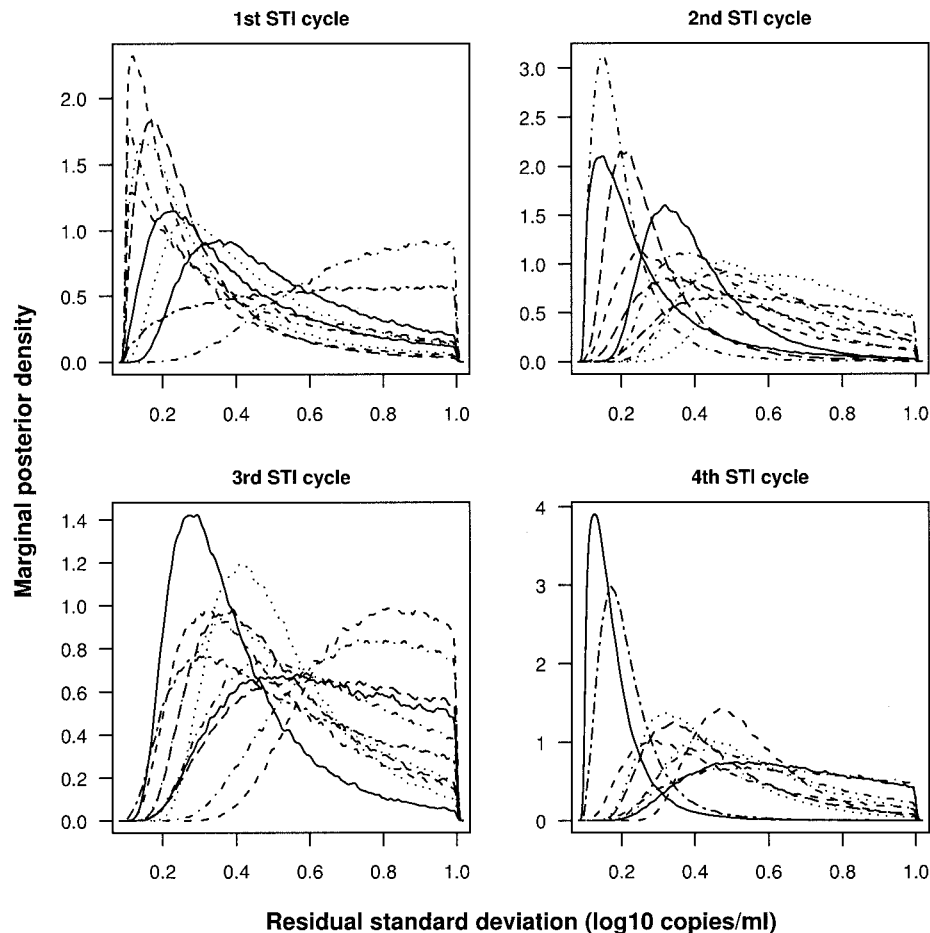 1st STI cycle
2nd STI cycle
2.0
1.5
1.0
0.5
0.0
0.2 0.4 0.6 0.8 1.0
3.0
2.5
2.0
1.5
1.0
0.5
0.0
0.2 0.4 0.6 0.8 1.0
Marginal posterior density
3rd STI cycle
4th STI cycle
1.4
1.2
1.0
0.8
0.6
0.4
0.2
0.0
0.2 0.4 0.6 0.8 1.0
4
3
2
1
0
0.2 0.4 0.6 0.8 1.0
Residual standard deviation (log10 copies/ml)